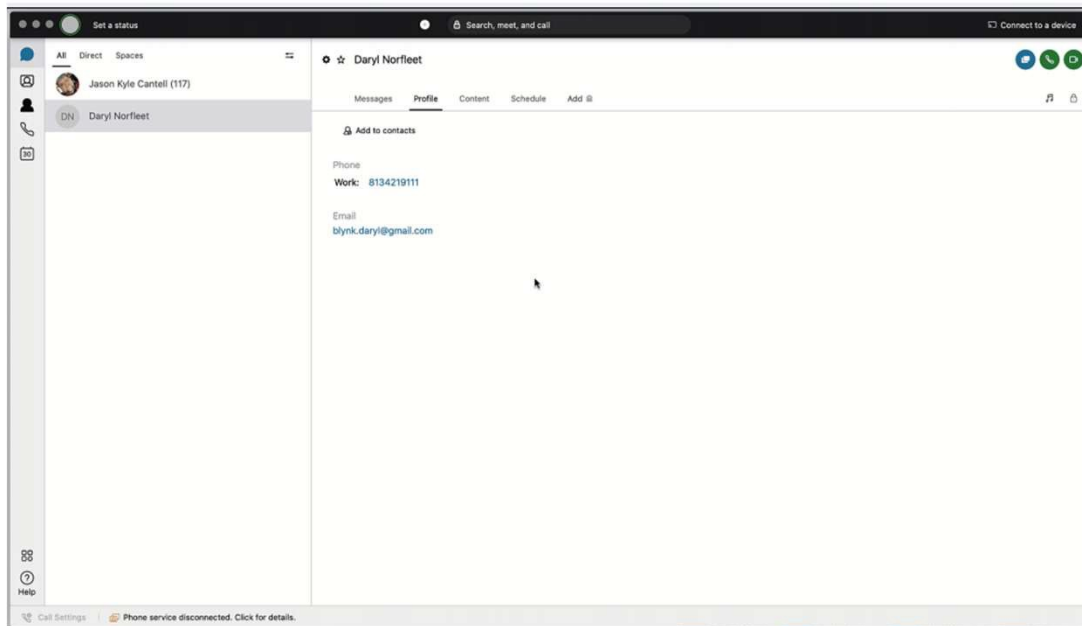 Set a status
Search, meet, and call
Connect to a device
All Direct Spaces
Jason Kyle Cantell (117)
DN Daryl Norfleet
Daryl Norfleet
Messages Profile Content Schedule Add
Add to contacts
Phone
Work: 8134219111
Email
blynk.daryl@gmail.com
30
Help
Call Settings Phone service disconnected. Click for details.